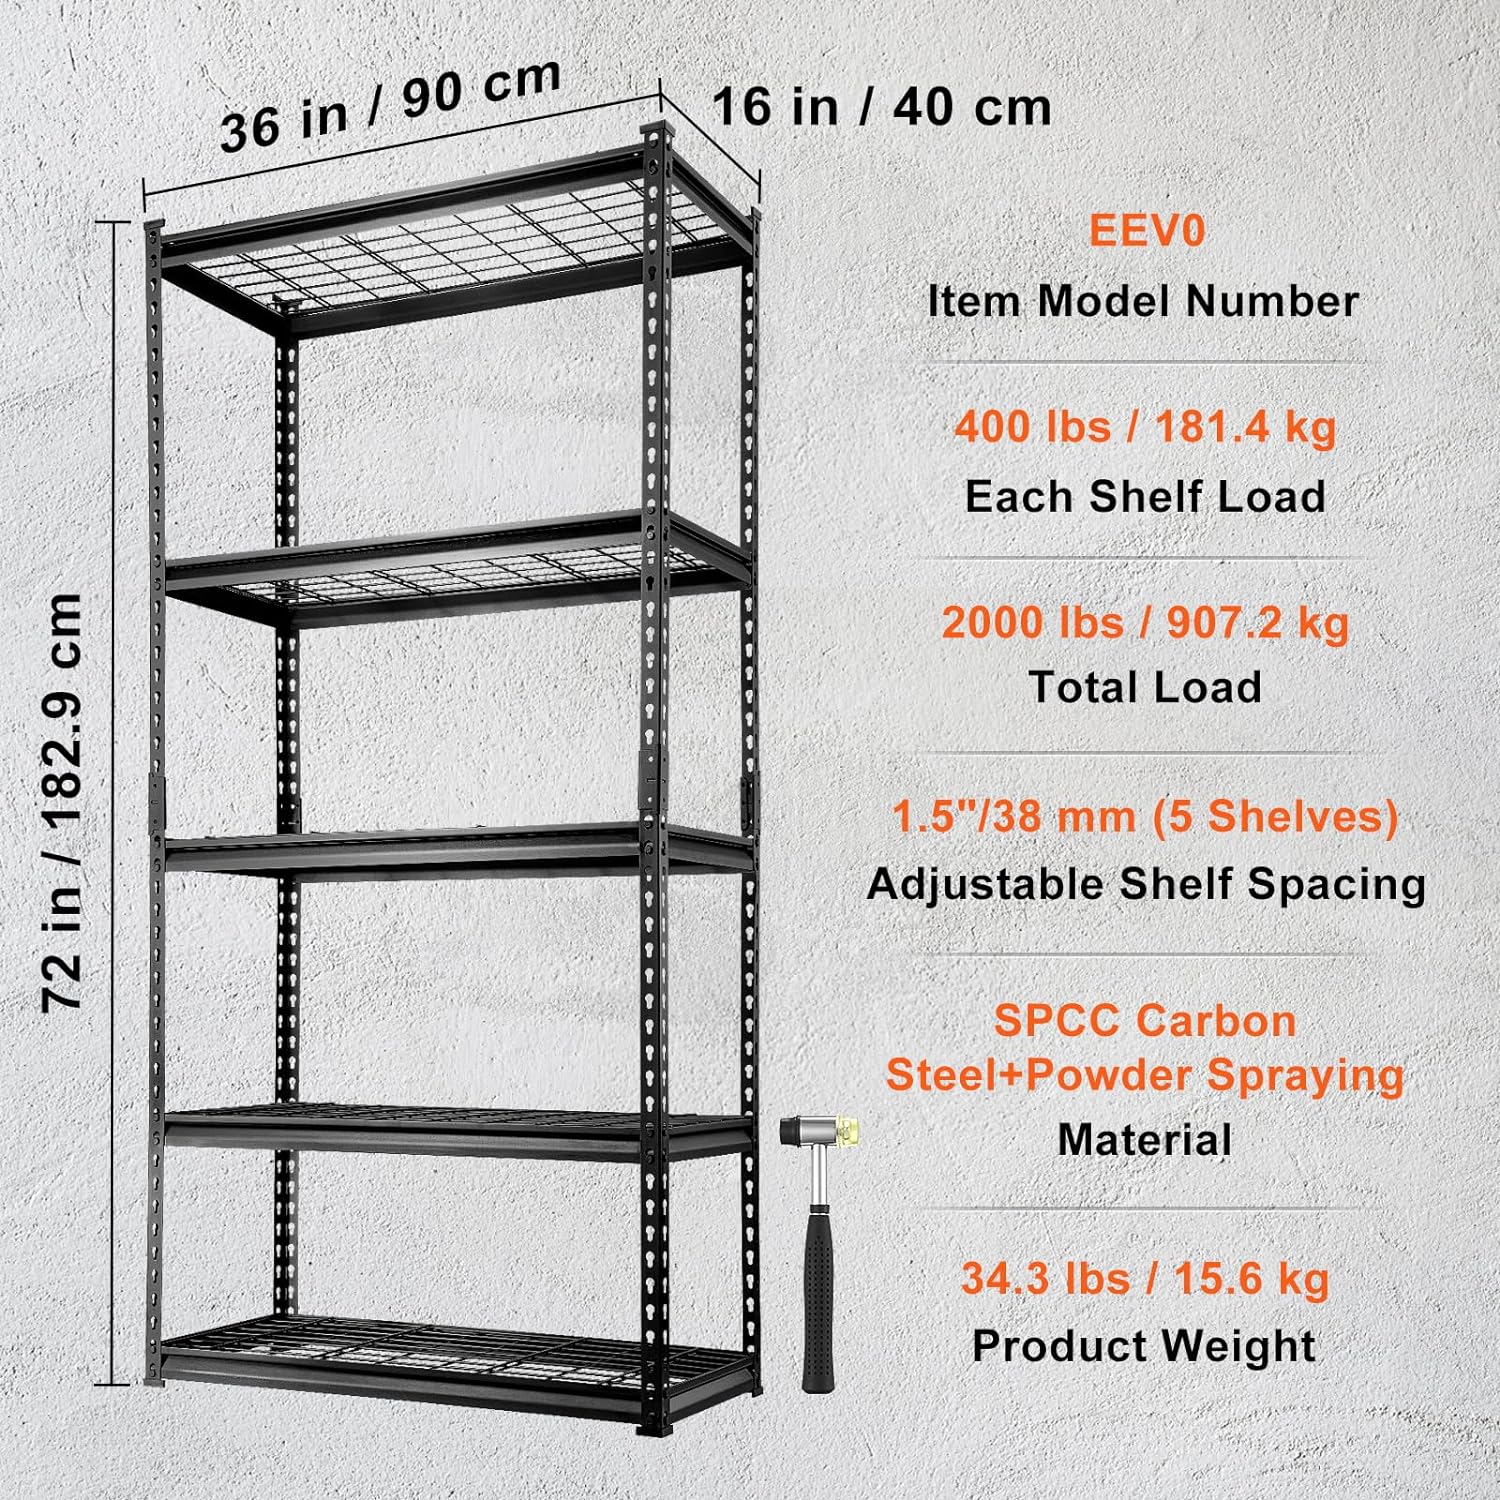 36 in / 90 cm
16 in / 40 cm
72 in / 182.9 cm
EEV0
Item Model Number
400 lbs / 181.4 kg
Each Shelf Load
2000 lbs / 907.2 kg
Total Load
1.5"/38 mm (5 Shelves)
Adjustable Shelf Spacing
SPCC Carbon
Steel+Powder Spraying
Material
34.3 lbs / 15.6 kg
Product Weight